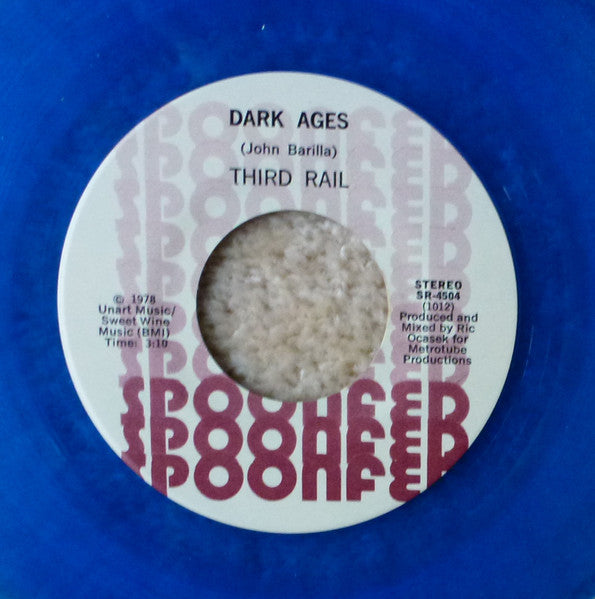 DARK AGES
(John Barilla)
THIRD RAIL
© 1978
Unart Music/
Sweet Wine
Music (BMI)
Time: 3:10
STEREO
SR-4504
(1012)
Produced and
Mixed by Ric
Ocasek for
Metrotube
Productions
SPOONFED
SPOONFED
SPOONFED